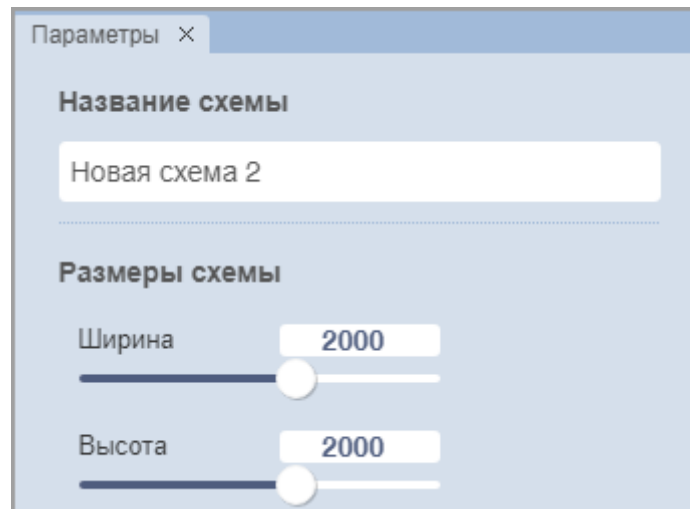 Параметры
Название схемы
Новая схема 2
Размеры схемы
Ширина 2000
Высота 2000